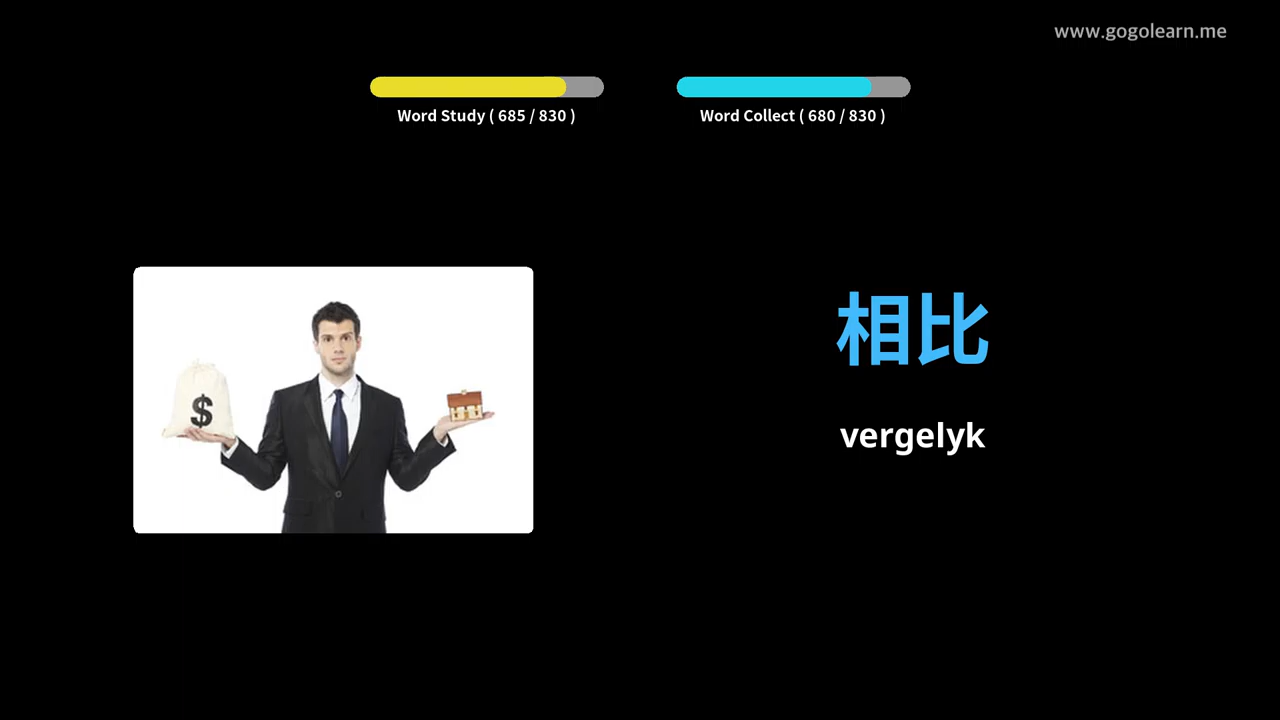 www.gogolearn.me
Word Study ( 685 / 830 )
Word Collect ( 680 / 830 )
$
相比
vergelyk